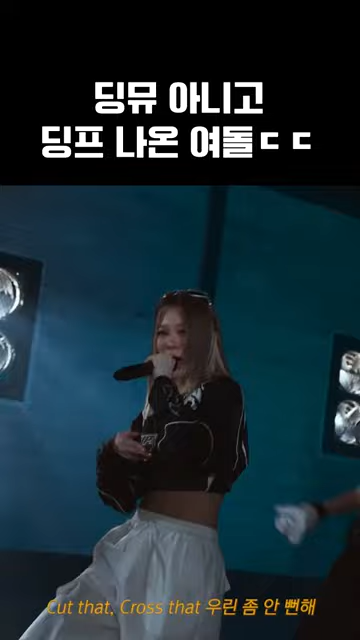 딩뮤 아니고
딩프 나온 여돌ㄷㄷ
Cut that, Cross that 우린 좀 안 뻔해